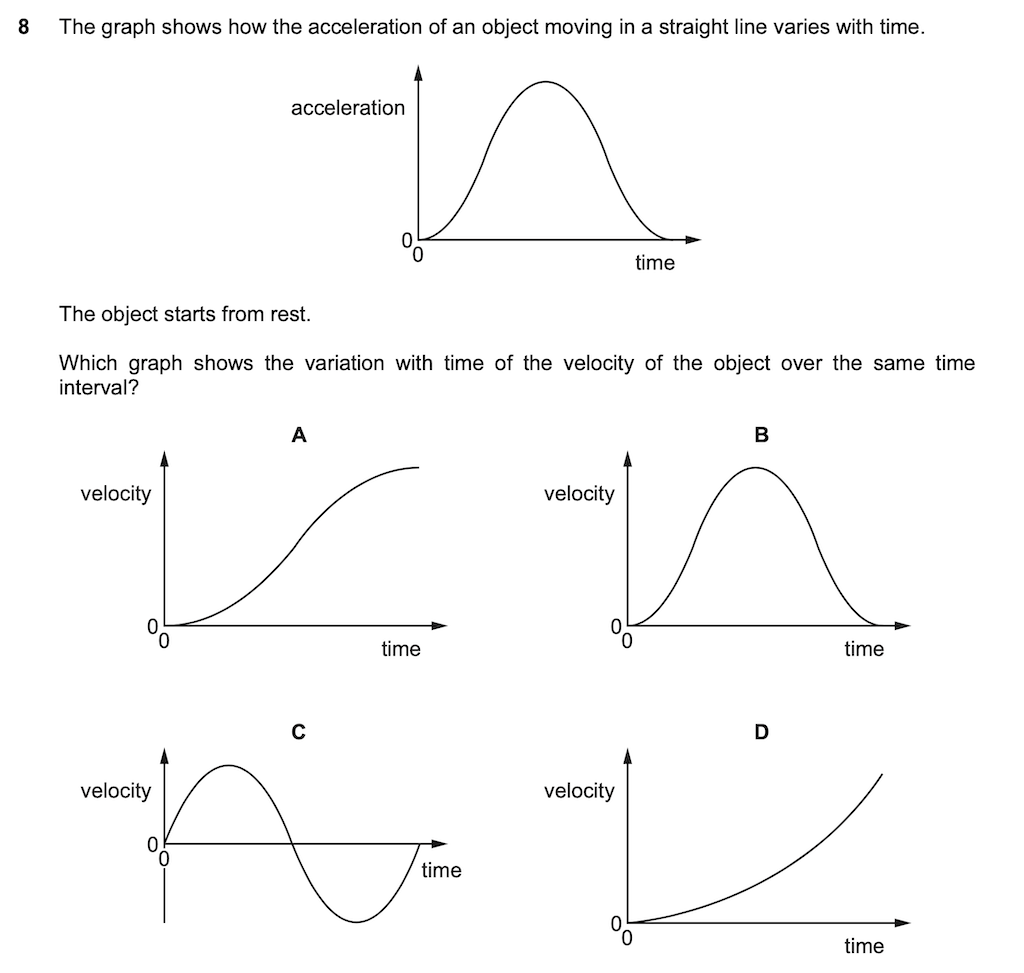 8 The graph shows how the acceleration of an object moving in a straight line varies with time.
acceleration
0
0
time
The object starts from rest.
Which graph shows the variation with time of the velocity of the object over the same time
interval?
A
velocity
0
0
time
B
velocity
0
0
time
C
velocity
0
0
time
D
velocity
0
0
time